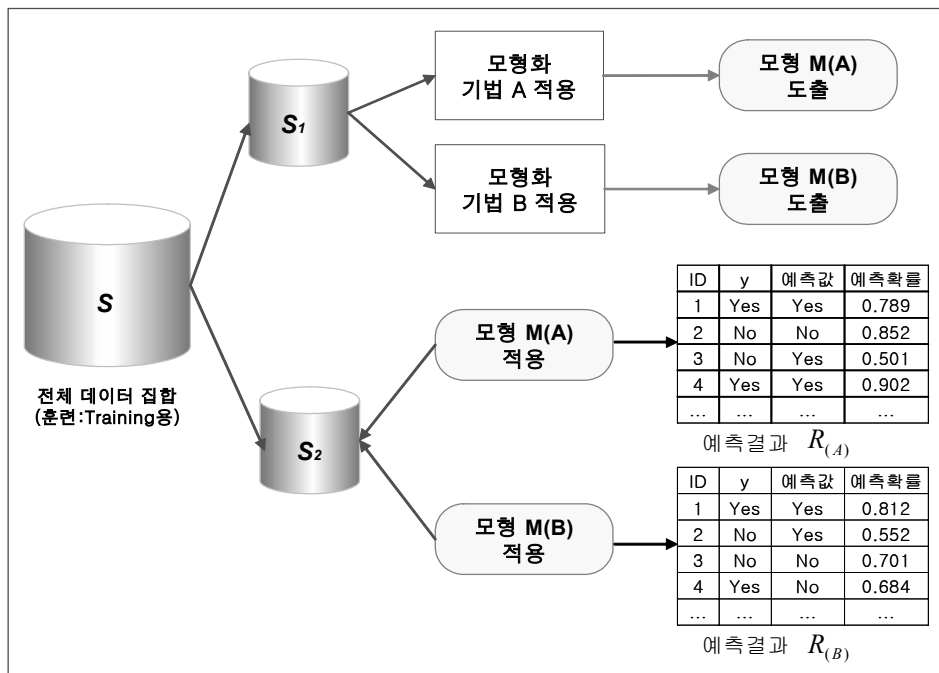 S
전체 데이터 집합
(훈련:Training용)
S1
모형화
기법 A 적용
모형 M(A)
도출
모형화
기법 B 적용
모형 M(B)
도출
S2
모형 M(A)
적용
ID y 예측값 예측확률
1 Yes Yes 0.789
2 No No 0.852
3 No Yes 0.501
4 Yes Yes 0.902
... ... ... ...
예측결과 R(A)
모형 M(B)
적용
ID y 예측값 예측확률
1 Yes Yes 0.812
2 No Yes 0.552
3 No No 0.701
4 Yes No 0.684
... ... ... ...
예측결과 R(B)